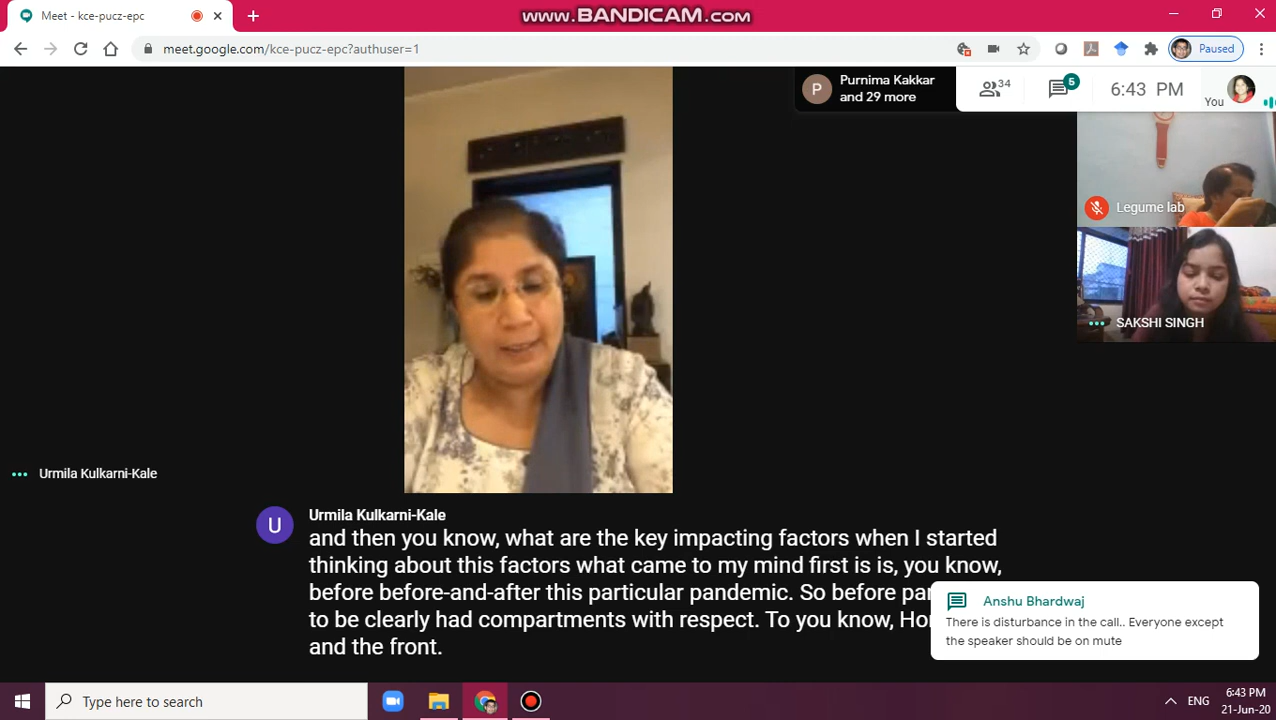 www.BANDICAM.com
Meet - kce-pucz-epc
meet.google.com/kce-pucz-epc?authuser=1
Paused
P
Purnima Kakkar
and 29 more
34
5
6:43 PM
You
Legume lab
SAKSHI SINGH
Urmila Kulkarni-Kale
U
Urmila Kulkarni-Kale
and then you know, what are the key impacting factors when I started
thinking about this factors what came to my mind first is is, you know,
before before-and-after this particular pandemic. So before
to be clearly had compartments with respect. To you know,
and the front.
Anshu Bhardwaj
There is disturbance in the call.. Everyone except
the speaker should be on mute
Type here to search
ENG
6:43 PM
21-Jun-20